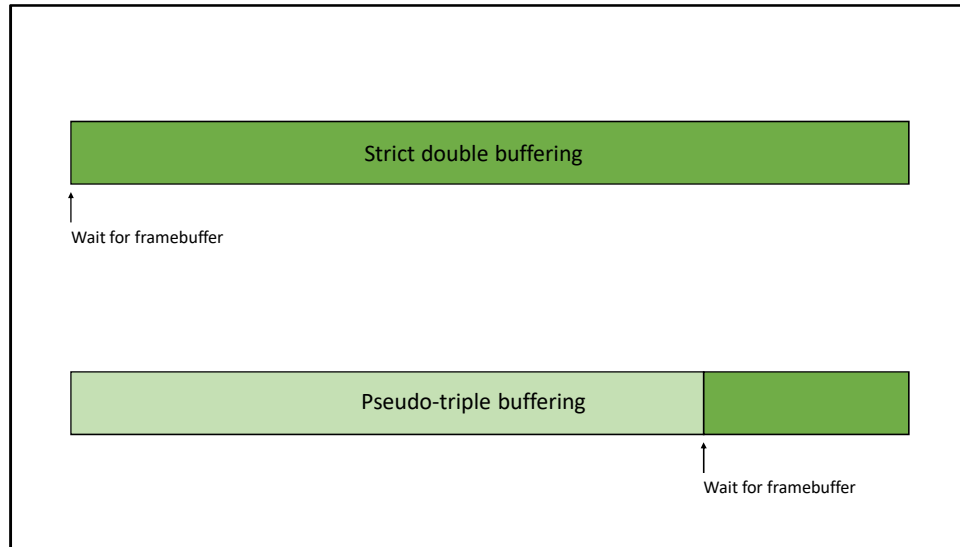 Strict double buffering
Wait for framebuffer
Pseudo-triple buffering
Wait for framebuffer